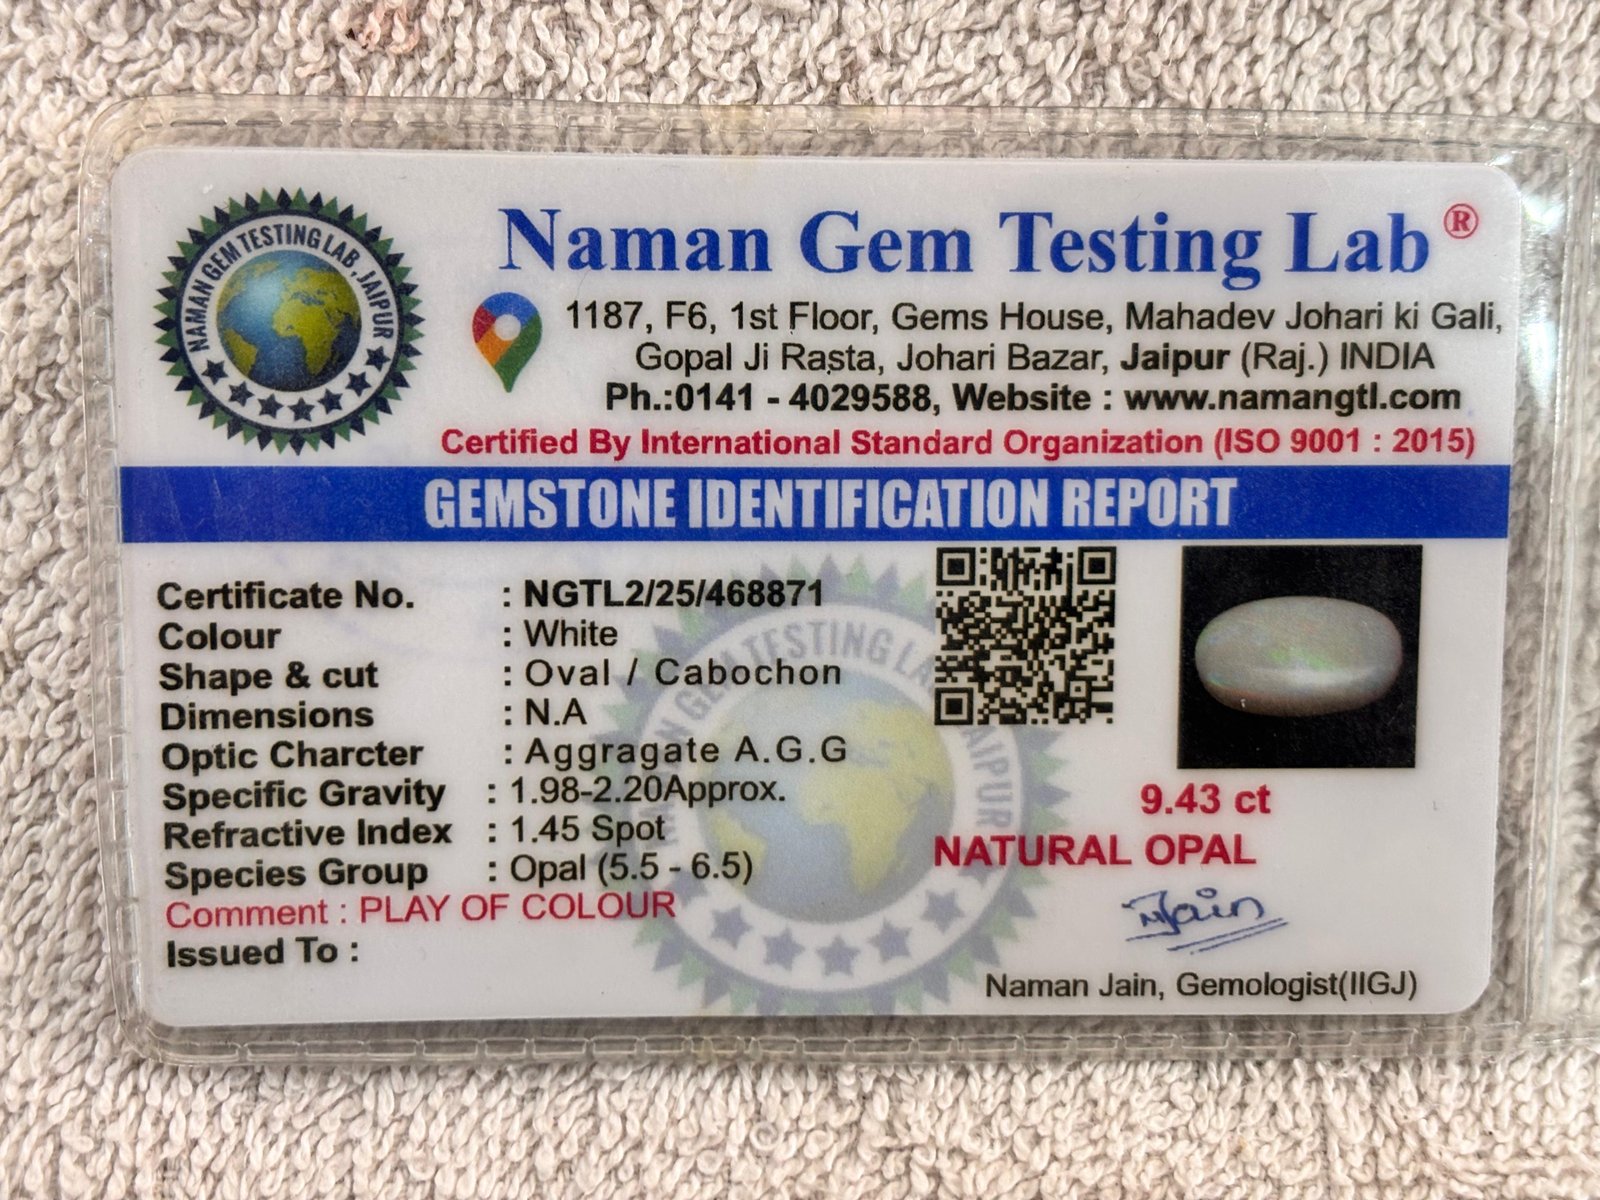 NAMAN GEM TESTING LAB, JAIPUR
Naman Gem Testing Lab ®
1187, F6, 1st Floor, Gems House, Mahadev Johari ki Gali,
Gopal Ji Rasta, Johari Bazar, Jaipur (Raj.) INDIA
Ph.:0141 - 4029588, Website : www.namangtl.com
Certified By International Standard Organization (ISO 9001 : 2015)
GEMSTONE IDENTIFICATION REPORT
Certificate No. : NGTL2/25/468871
Colour : White
Shape & cut : Oval / Cabochon
Dimensions : N.A
Optic Charcter : Aggragate A.G.G
Specific Gravity : 1.98-2.20Approx.
Refractive Index : 1.45 Spot
Species Group : Opal (5.5 - 6.5)
Comment : PLAY OF COLOUR
Issued To :
9.43 ct
NATURAL OPAL
NJain
Naman Jain, Gemologist(IIGJ)